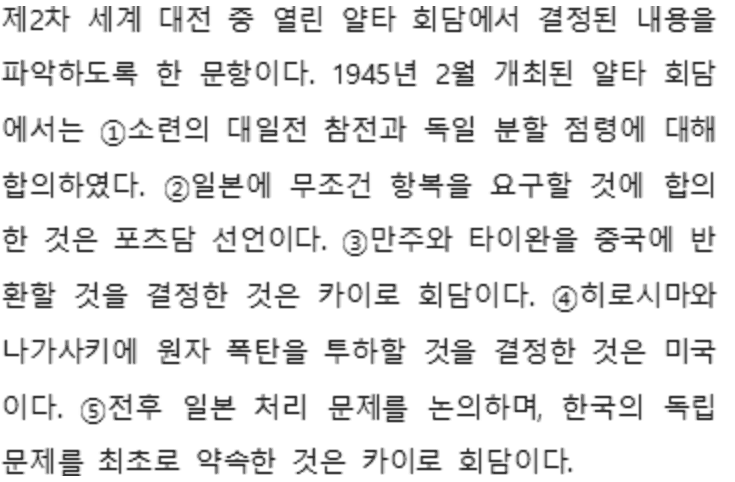 제2차 세계 대전 중 열린 얄타 회담에서 결정된 내용을
파악하도록 한 문항이다. 1945년 2월 개최된 얄타 회담
에서는 ①소련의 대일전 참전과 독일 분할 점령에 대해
합의하였다. ②일본에 무조건 항복을 요구할 것에 합의
한 것은 포츠담 선언이다. ③만주와 타이완을 중국에 반
환할 것을 결정한 것은 카이로 회담이다. ④히로시마와
나가사키에 원자 폭탄을 투하할 것을 결정한 것은 미국
이다. ⑤전후 일본 처리 문제를 논의하며, 한국의 독립
문제를 최초로 약속한 것은 카이로 회담이다.